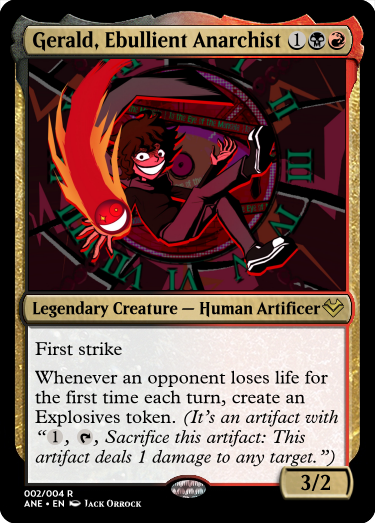 Gerald, Ebullient Anarchist 1
Legendary Creature — Human Artificer
First strike
Whenever an opponent loses life for
the first time each turn, create an
Explosives token. (It's an artifact with
“1, , Sacrifice this artifact: This
artifact deals 1 damage to any target.”)
3/2
002/004 R
ANE • EN Jack Orrock